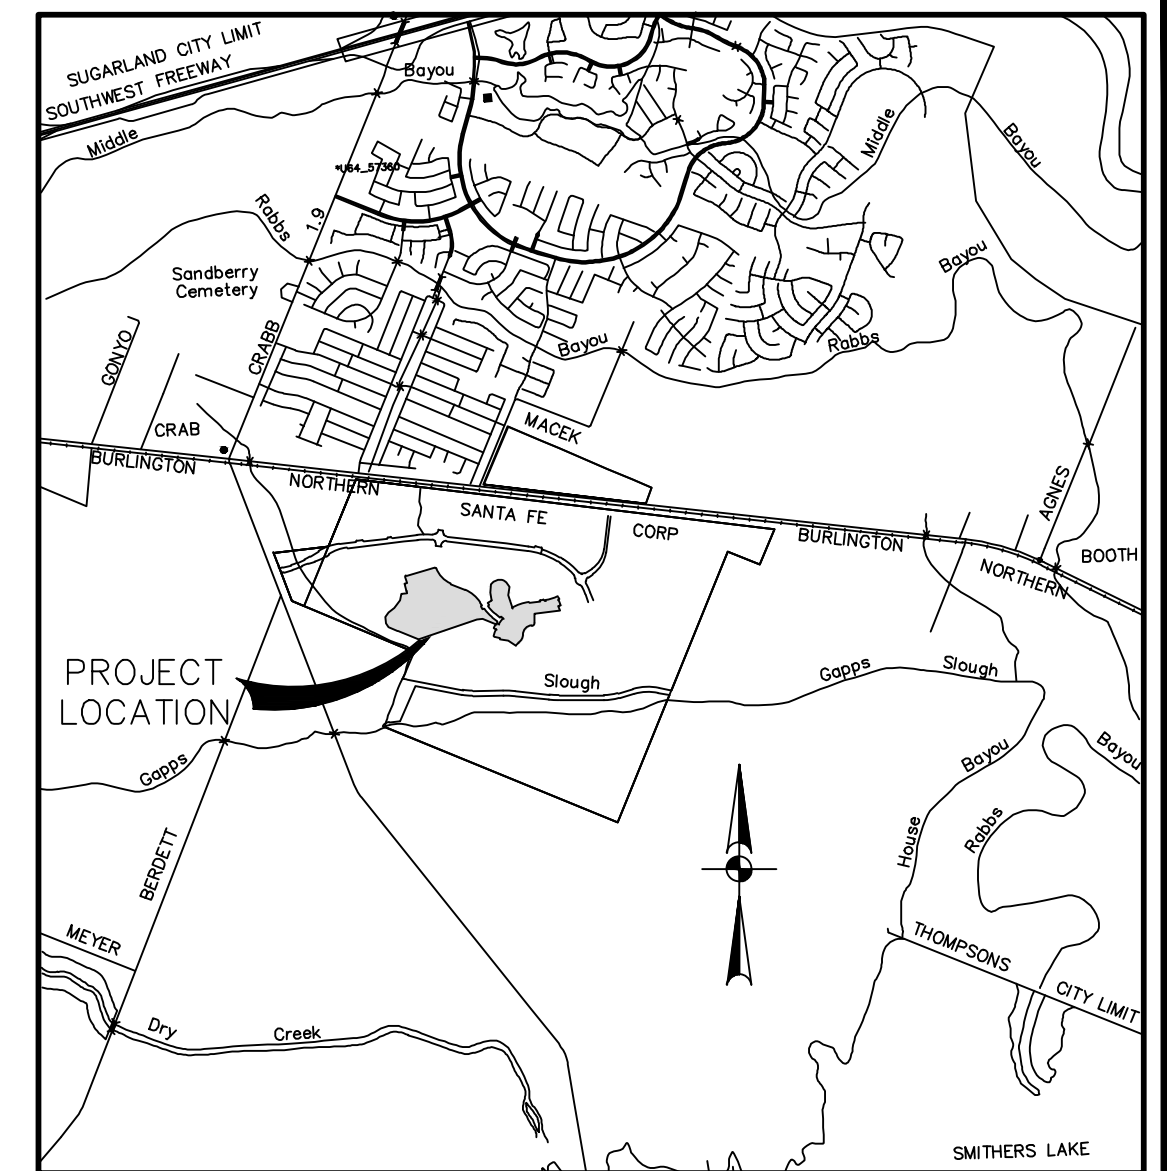 SUGARLAND CITY LIMIT
SOUTHWEST FREEWAY
Bayou
Middle
Middle
Bayou
*U64_57360
Rabbs
1.9
Sandberry
Cemetery
Bayou
GONYO
CRABB
Bayou
Rabbs
CRAB
MACEK
BURLINGTON
NORTHERN
SANTA FE
CORP
BURLINGTON
AGNES
BOOTH
NORTHERN
PROJECT
LOCATION
Slough
Gapps
Slough
Gapps
Bayou
Bayou
House
Rabbs
BERDETT
MEYER
THOMPSONS
CITY LIMIT
Dry
Creek
SMITHERS LAKE